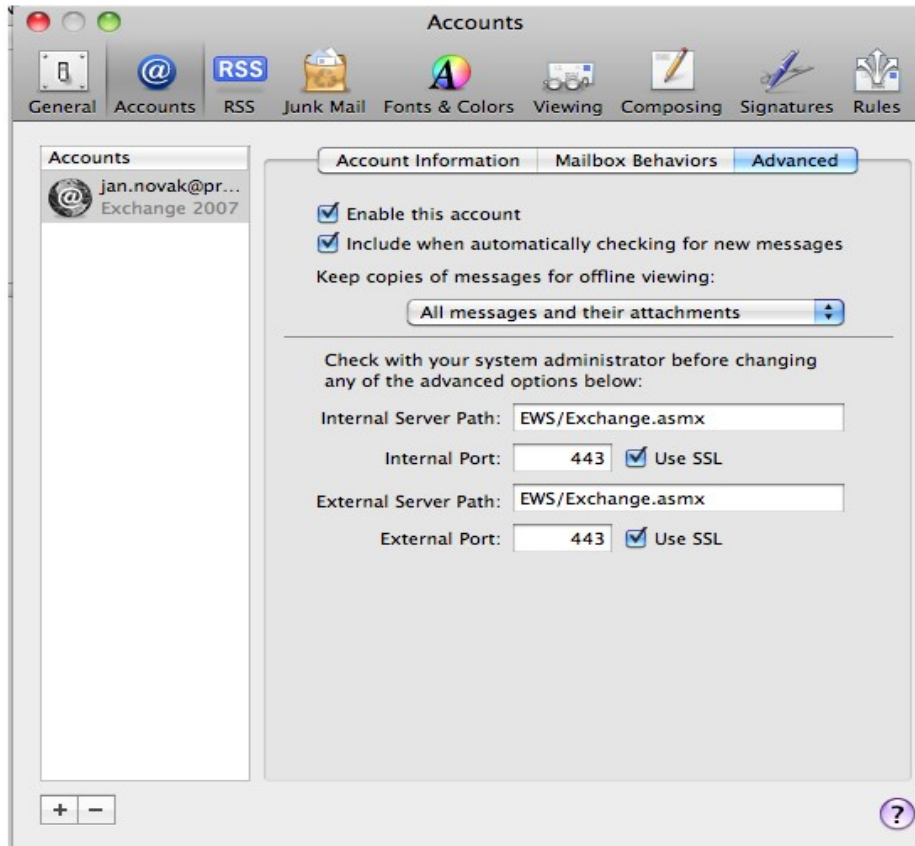 Accounts
General Accounts RSS Junk Mail Fonts & Colors Viewing Composing Signatures Rules
RSS
Accounts
jan.novak@pr...
Exchange 2007
Account Information Mailbox Behaviors Advanced
Enable this account
Include when automatically checking for new messages
Keep copies of messages for offline viewing:
All messages and their attachments
Check with your system administrator before changing
any of the advanced options below:
Internal Server Path: EWS/Exchange.asmx
Internal Port: 443 Use SSL
External Server Path: EWS/Exchange.asmx
External Port: 443 Use SSL
+ −
?